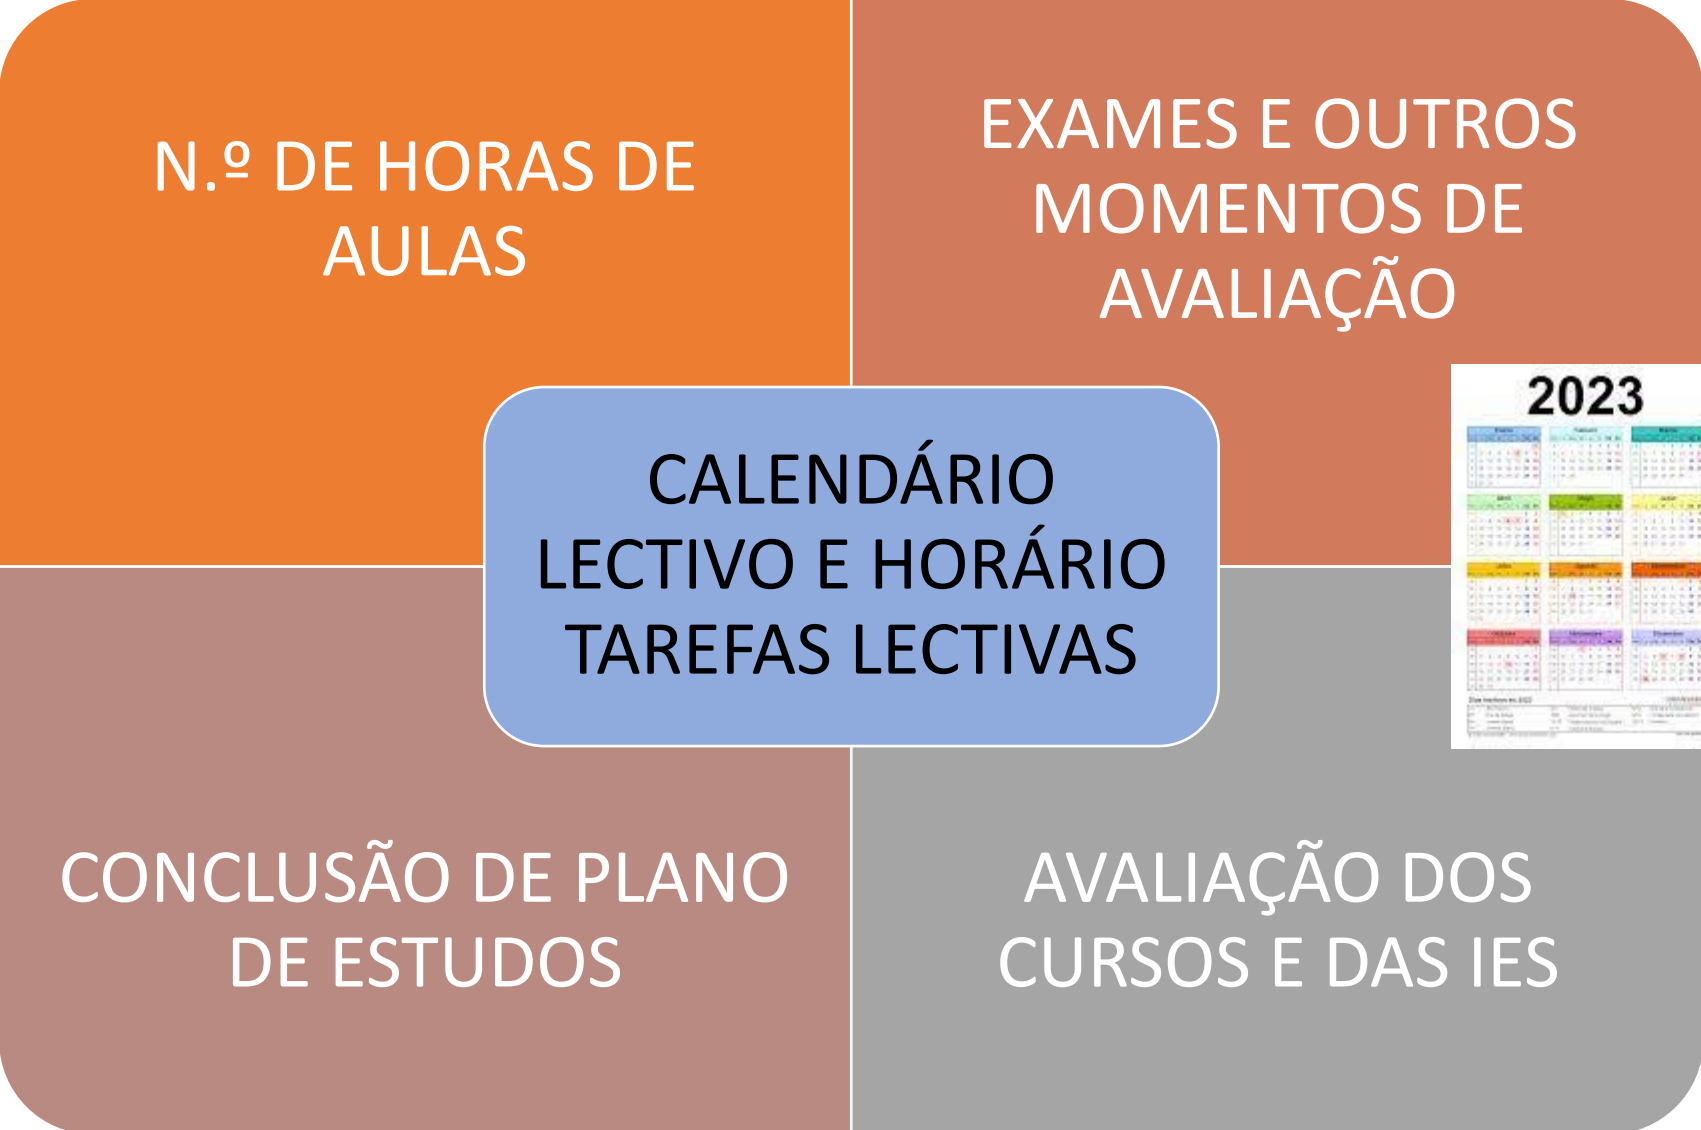 N.º DE HORAS DE
AULAS
EXAMES E OUTROS
MOMENTOS DE
AVALIAÇÃO
2023
CALENDÁRIO
LECTIVO E HORÁRIO
TAREFAS LECTIVAS
CONCLUSÃO DE PLANO
DE ESTUDOS
AVALIAÇÃO DOS
CURSOS E DAS IES